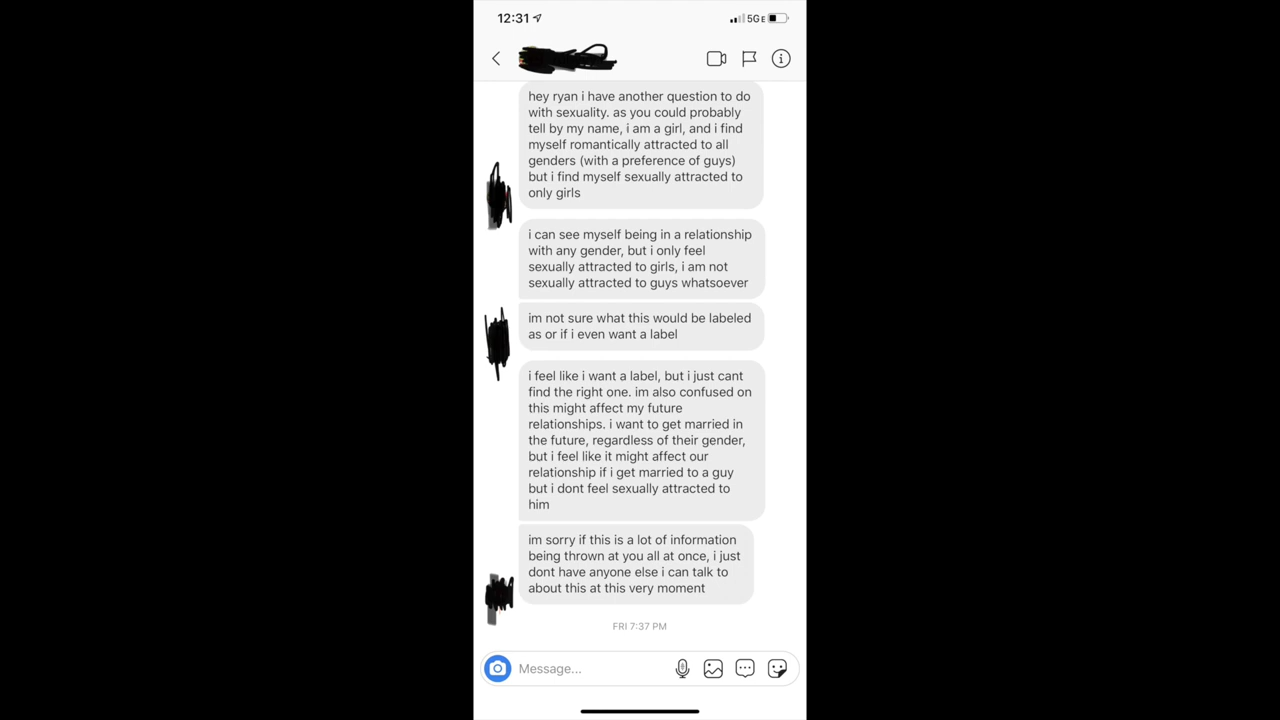 12:31
5GE
hey ryan i have another question to do
with sexuality. as you could probably
tell by my name, i am a girl, and i find
myself romantically attracted to all
genders (with a preference of guys)
but i find myself sexually attracted to
only girls
i can see myself being in a relationship
with any gender, but i only feel
sexually attracted to girls, i am not
sexually attracted to guys whatsoever
im not sure what this would be labeled
as or if i even want a label
i feel like i want a label, but i just cant
find the right one. im also confused on
this might affect my future
relationships. i want to get married in
the future, regardless of their gender,
but i feel like it might affect our
relationship if i get married to a guy
but i dont feel sexually attracted to
him
im sorry if this is a lot of information
being thrown at you all at once, i just
dont have anyone else i can talk to
about this at this very moment
FRI 7:37 PM
Message...